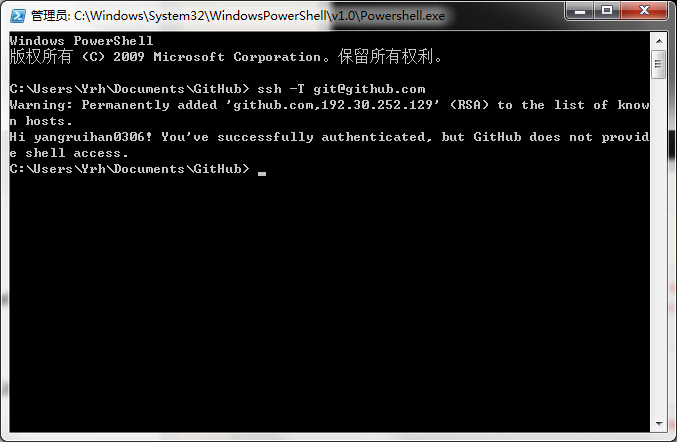 管理员: C:\Windows\System32\WindowsPowerShell\v1.0\Powershell.exe
Windows PowerShell
版权所有 (C) 2009 Microsoft Corporation。保留所有权利。
C:\Users\Yrh\Documents\GitHub> ssh -T git@github.com
Warning: Permanently added 'github.com,192.30.252.129' (RSA) to the list of know
n hosts.
Hi yangruihan0306! You've successfully authenticated, but GitHub does not provid
e shell access.
C:\Users\Yrh\Documents\GitHub>